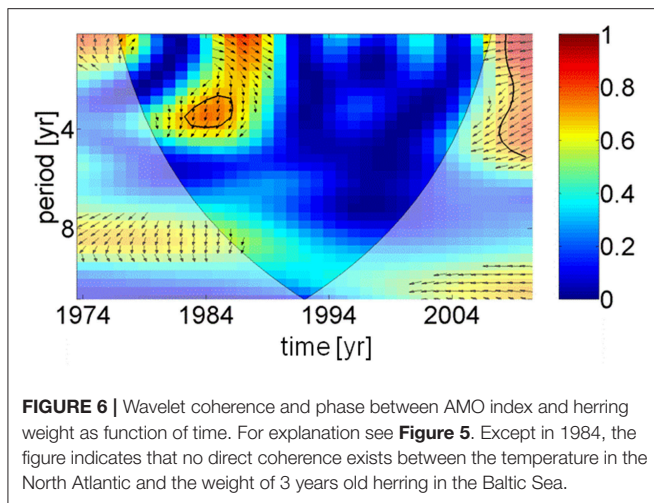 period [yr]
4
8
1974 1984 1994 2004
time [yr]
1
0.8
0.6
0.4
0.2
0
FIGURE 6 | Wavelet coherence and phase between AMO index and herring
weight as function of time. For explanation see Figure 5. Except in 1984, the
figure indicates that no direct coherence exists between the temperature in the
North Atlantic and the weight of 3 years old herring in the Baltic Sea.